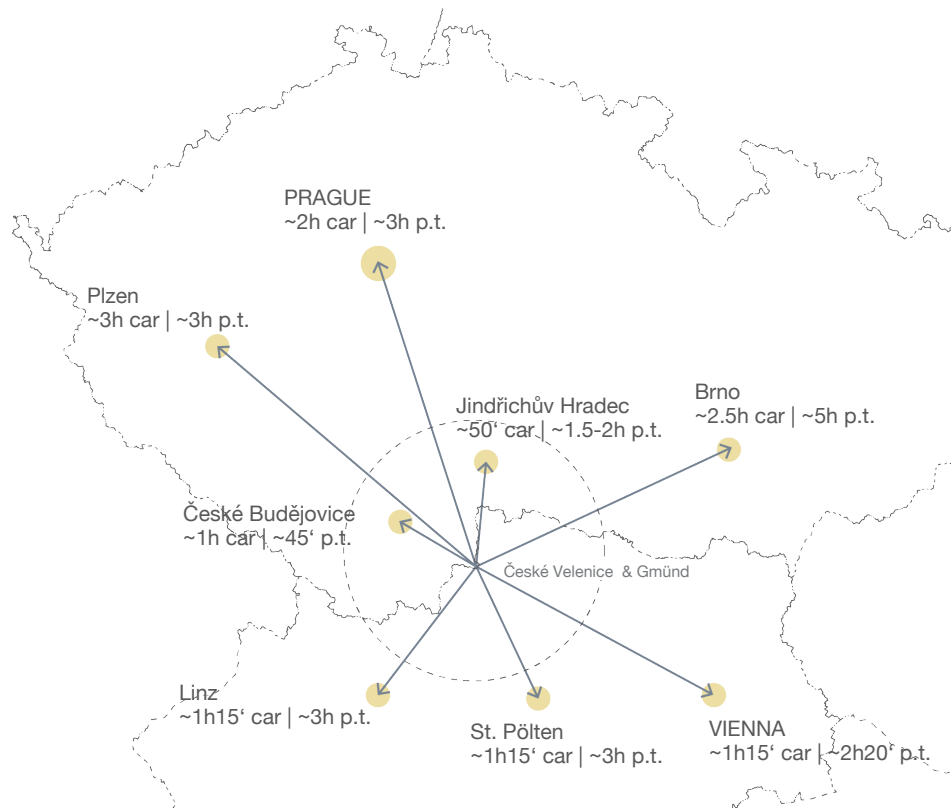 PRAGUE
~2h car | ~3h p.t.
Plzen
~3h car | ~3h p.t.
Jindřichův Hradec
~50‘ car | ~1.5-2h p.t.
Brno
~2.5h car | ~5h p.t.
České Budějovice
~1h car | ~45‘ p.t.
České Velenice & Gmünd
Linz
~1h15‘ car | ~3h p.t.
St. Pölten
~1h15‘ car | ~3h p.t.
VIENNA
~1h15‘ car | ~2h20‘ p.t.